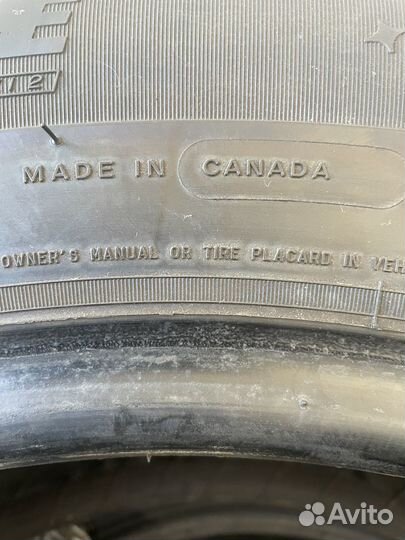 MADE IN CANADA
OWNER'S MANUAL OR TIRE PLACARD IN VEH
Avito